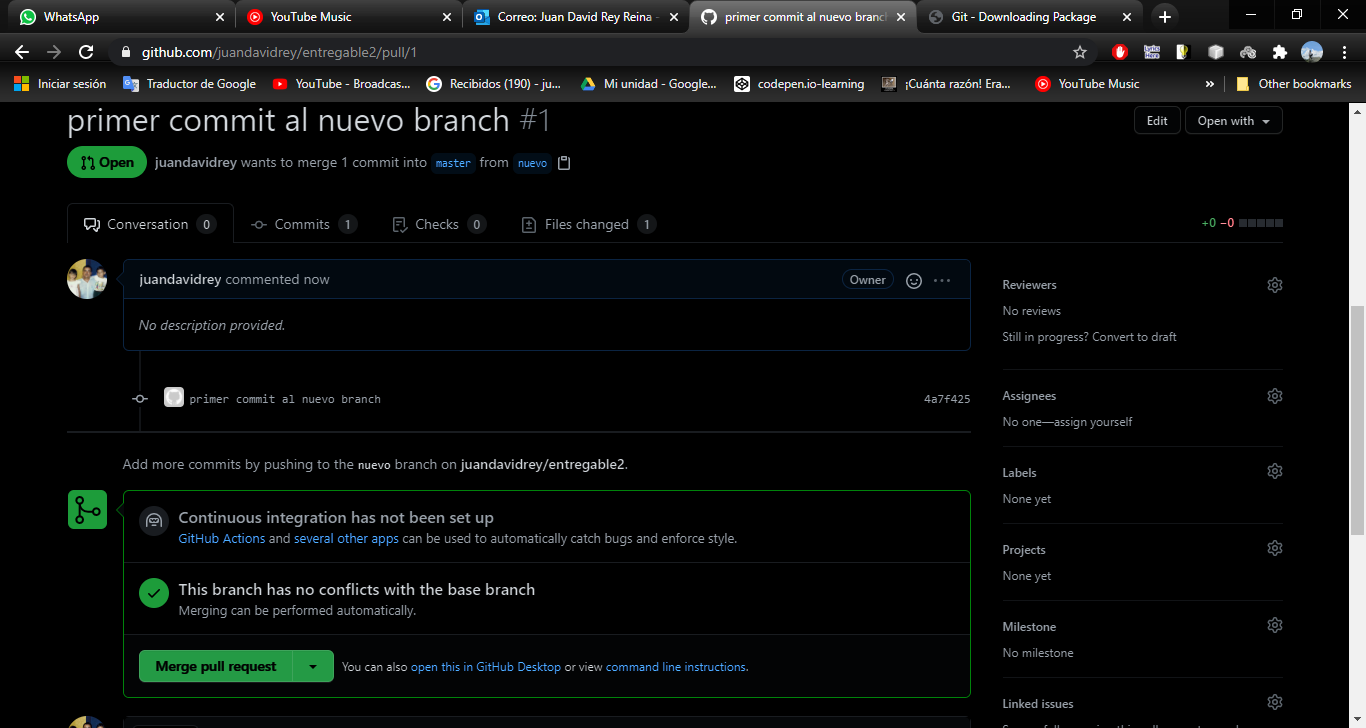 WhatsApp
YouTube Music
Correo: Juan David Rey Reina -
primer commit al nuevo branch
Git - Downloading Package
github.com/juandavidrey/entregable2/pull/1
Iniciar sesión
Traductor de Google
YouTube - Broadcas...
Recibidos (190) - ju...
Mi unidad - Google...
codepen.io-learning
¡Cuánta razón! Era...
YouTube Music
»
Other bookmarks
primer commit al nuevo branch #1
Edit
Open with
Open
juandavidrey wants to merge 1 commit into master from nuevo
Conversation 0
Commits 1
Checks 0
Files changed 1
+0 −0
juandavidrey commented now
Owner
No description provided.
primer commit al nuevo branch
4a7f425
Add more commits by pushing to the nuevo branch on juandavidrey/entregable2.
Continuous integration has not been set up
GitHub Actions and several other apps can be used to automatically catch bugs and enforce style.
This branch has no conflicts with the base branch
Merging can be performed automatically.
Merge pull request
You can also open this in GitHub Desktop or view command line instructions.
Reviewers
No reviews
Still in progress? Convert to draft
Assignees
No one—assign yourself
Labels
None yet
Projects
None yet
Milestone
No milestone
Linked issues